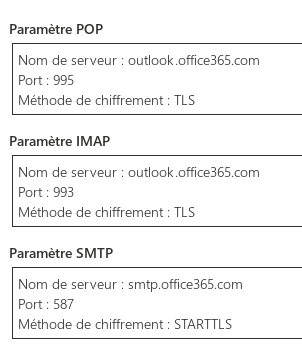 Paramètre POP
Nom de serveur : outlook.office365.com
Port : 995
Méthode de chiffrement : TLS
Paramètre IMAP
Nom de serveur : outlook.office365.com
Port : 993
Méthode de chiffrement : TLS
Paramètre SMTP
Nom de serveur : smtp.office365.com
Port : 587
Méthode de chiffrement : STARTTLS